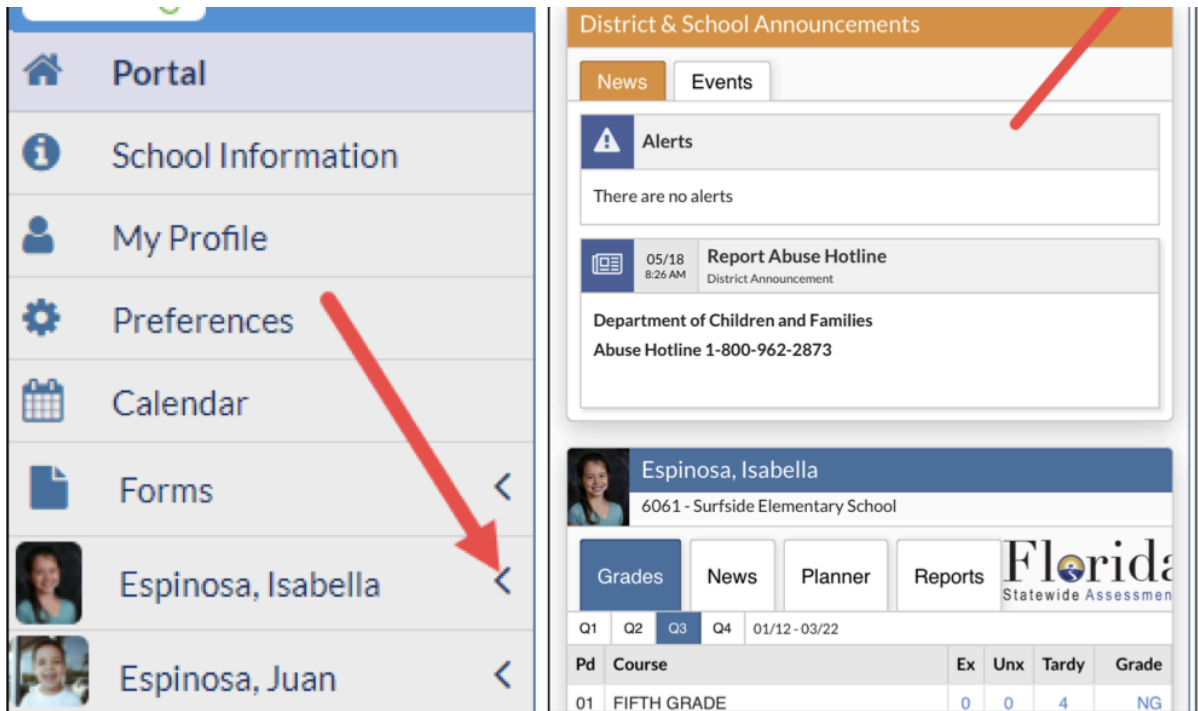 Portal
School Information
My Profile
Preferences
Calendar
Forms
Espinosa, Isabella
Espinosa, Juan
District & School Announcements
News Events
Alerts
There are no alerts
05/18 Report Abuse Hotline
8:26 AM District Announcement
Department of Children and Families
Abuse Hotline 1-800-962-2873
Espinosa, Isabella
6061 - Surfside Elementary School
Grades News Planner Reports Florida
Statewide Assessmen
Q1 Q2 Q3 Q4 01/12 - 03/22
Pd Course Ex Unx Tardy Grade
01 FIFTH GRADE 0 0 4 NG